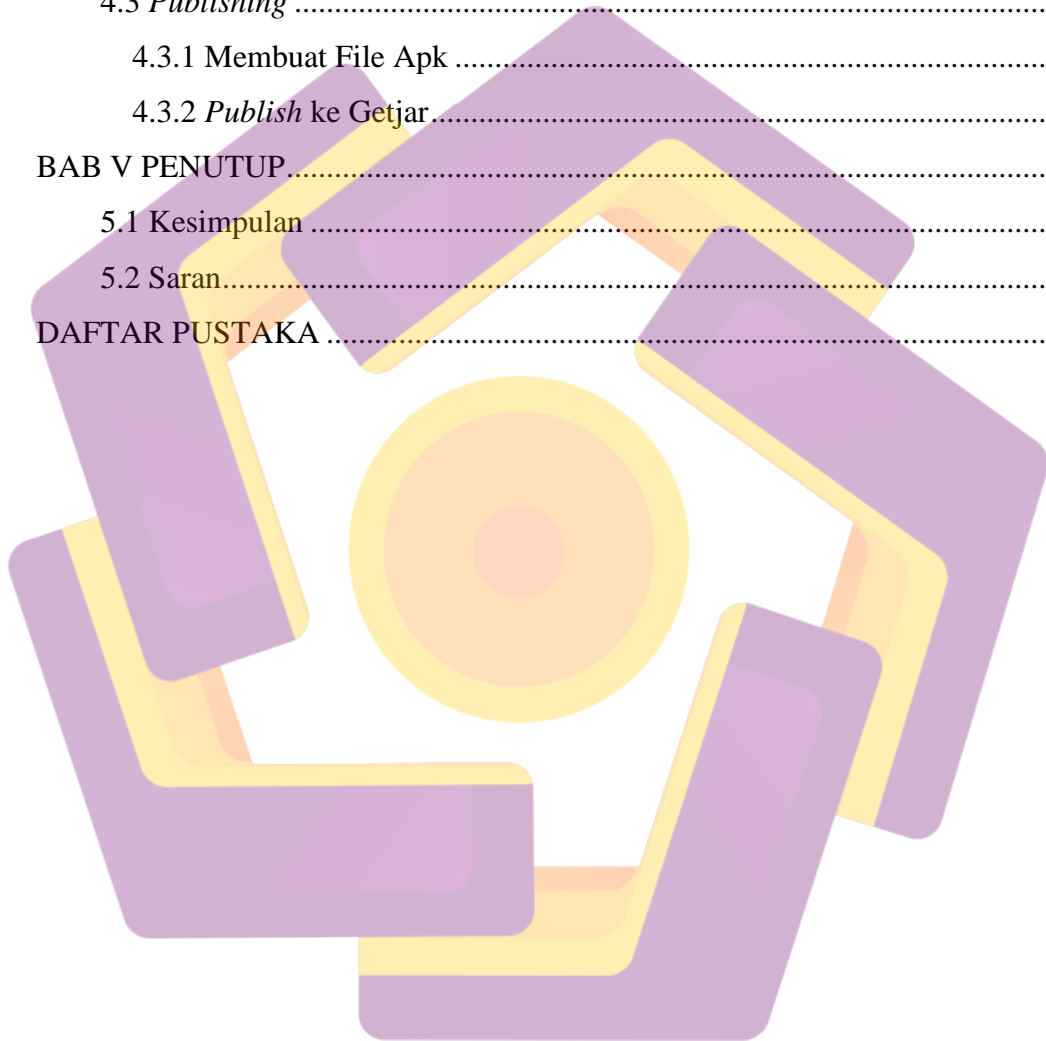 4.3 Publishing ........................................................................................
4.3.1 Membuat File Apk ........................................................................................
4.3.2 Publish ke Getjar........................................................................................
BAB V PENUTUP........................................................................................
5.1 Kesimpulan ........................................................................................
5.2 Saran........................................................................................
DAFTAR PUSTAKA ........................................................................................